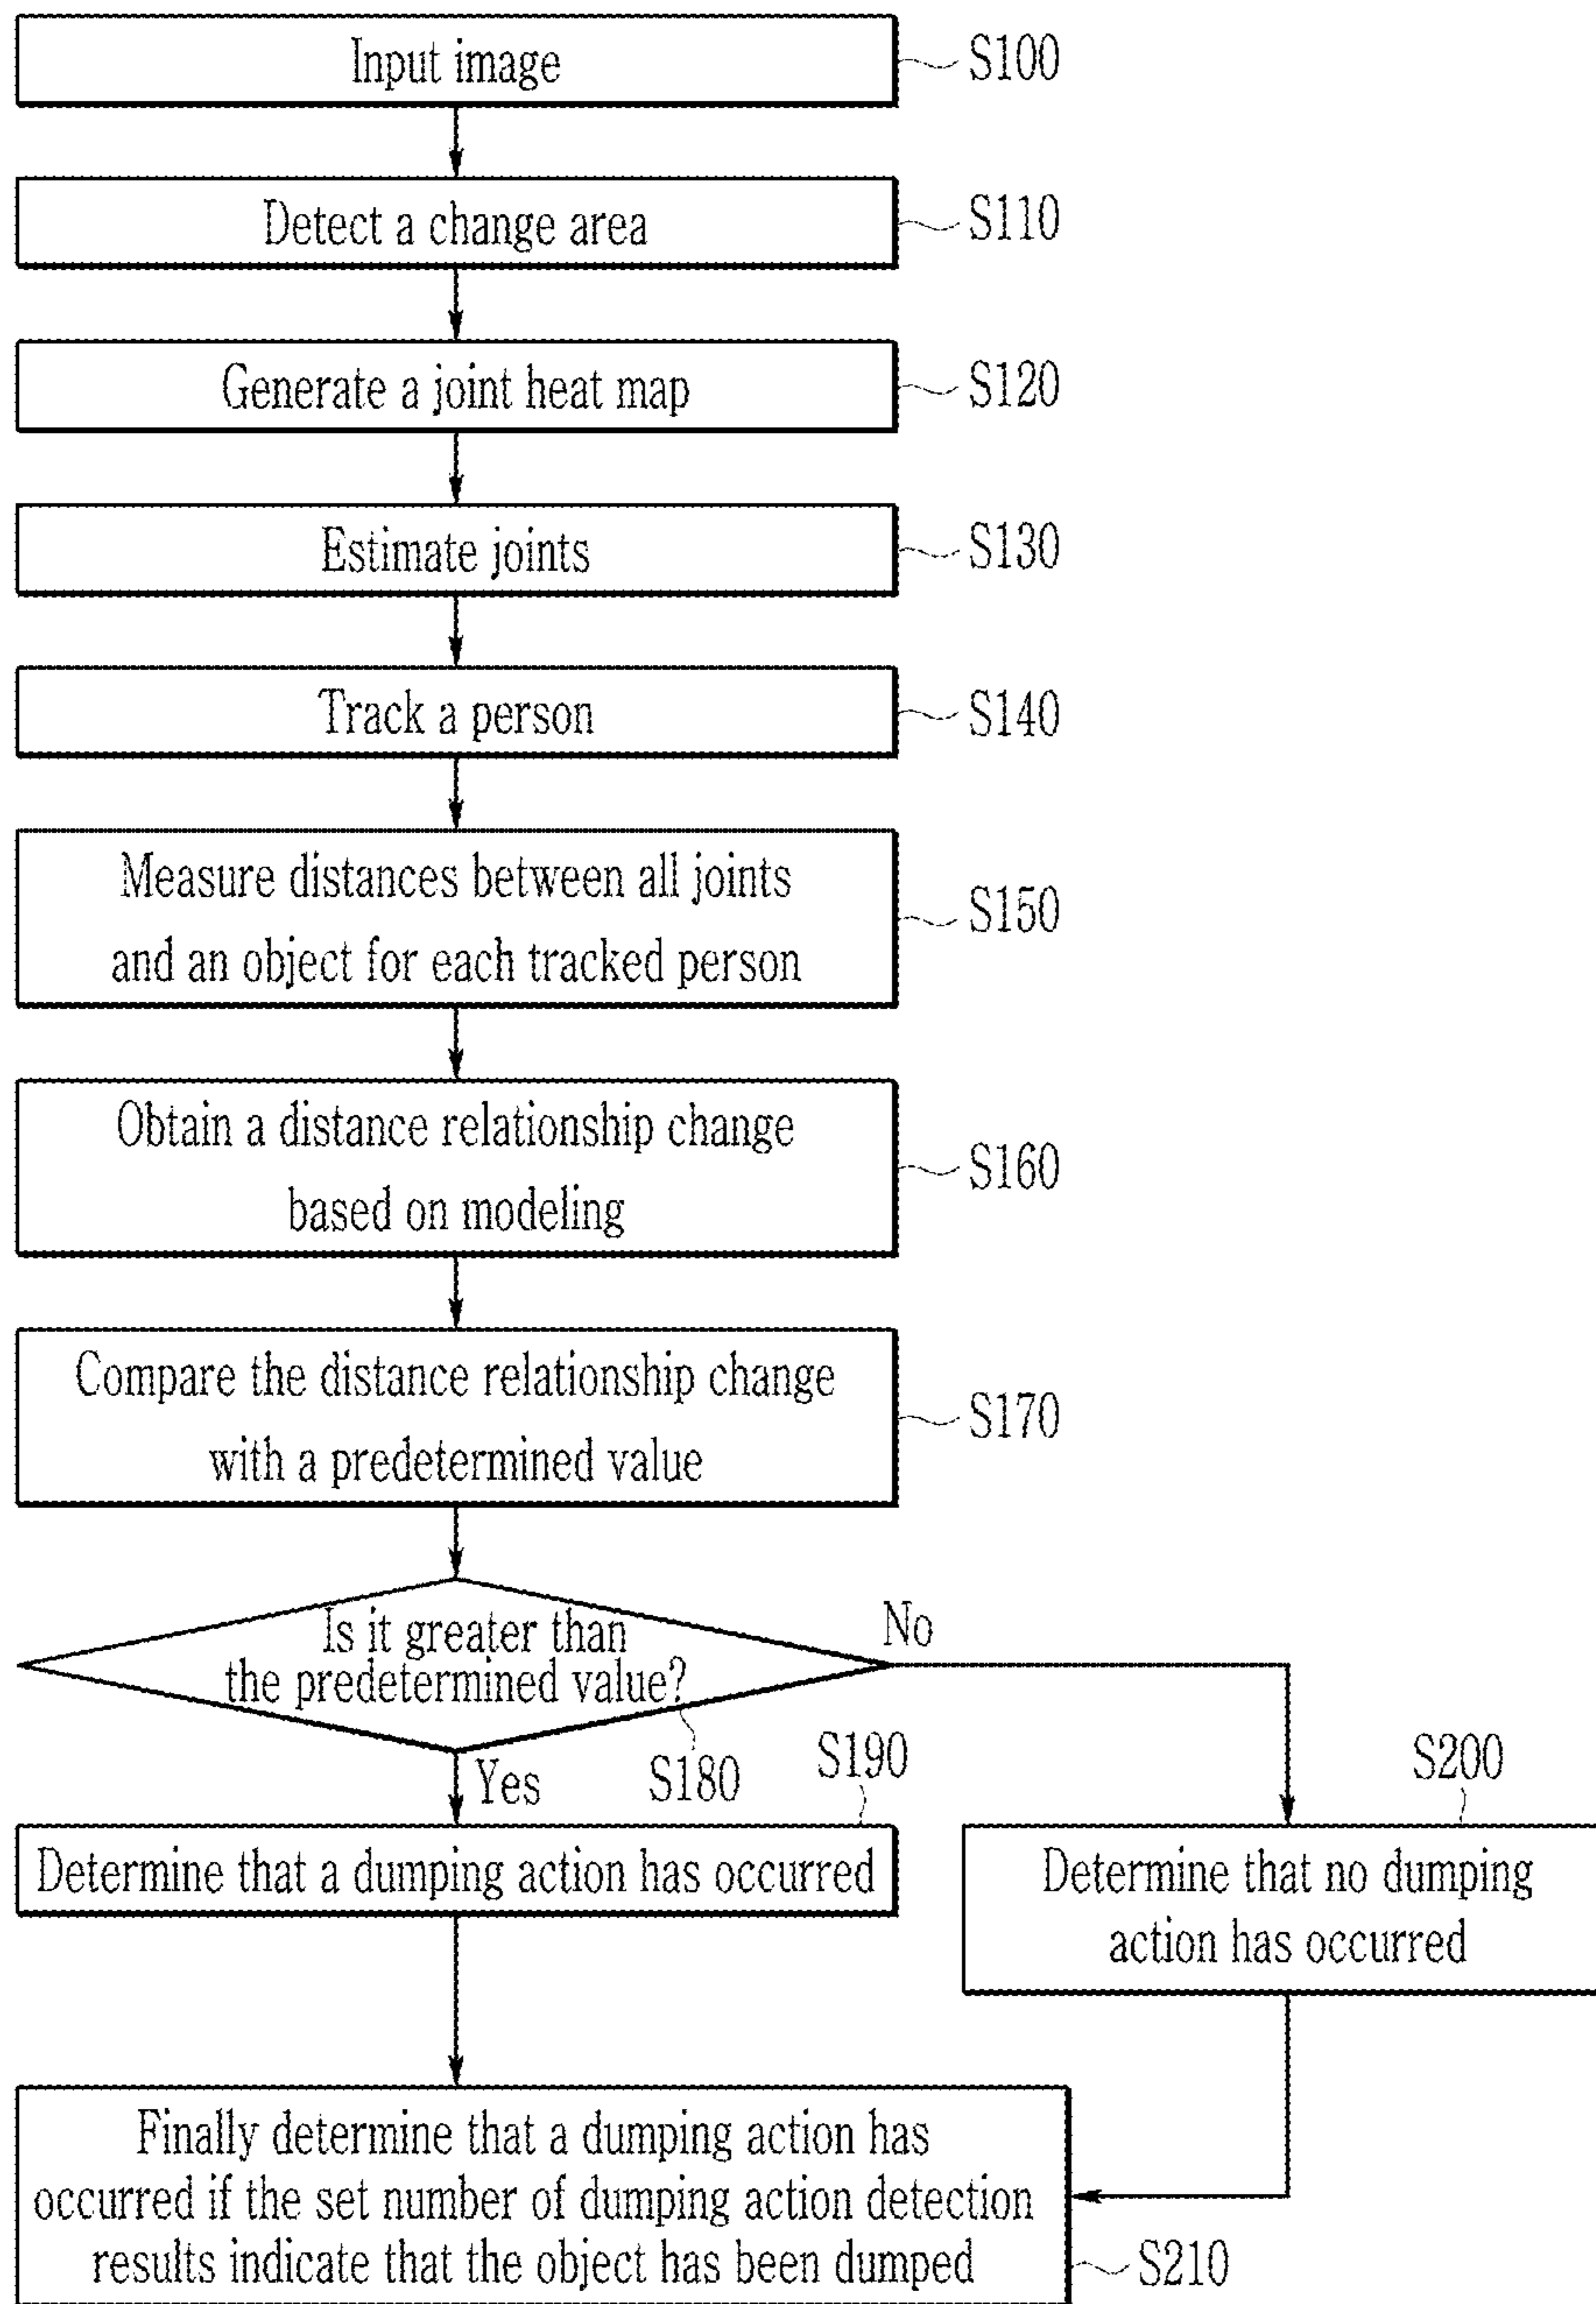 Input image
S100
Detect a change area
S110
Generate a joint heat map
S120
Estimate joints
S130
Track a person
S140
Measure distances between all joints
and an object for each tracked person
S150
Obtain a distance relationship change
based on modeling
S160
Compare the distance relationship change
with a predetermined value
S170
Is it greater than
the predetermined value?
No
S180
Yes
S190
Determine that a dumping action has occurred
S200
Determine that no dumping
action has occurred
Finally determine that a dumping action has
occurred if the set number of dumping action detection
results indicate that the object has been dumped
S210